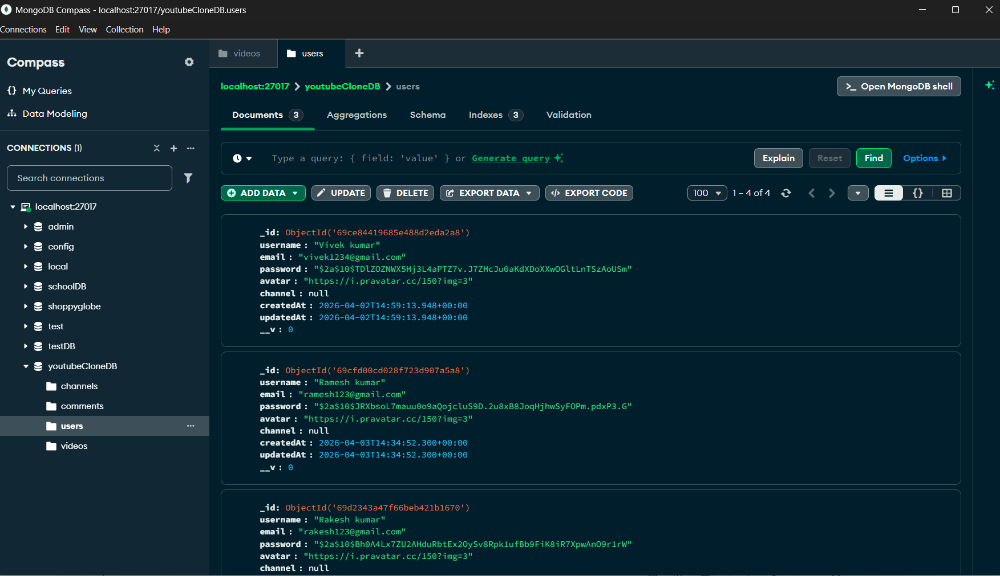 MongoDB Compass - localhost:27017/youtubeCloneDB.users
Connections Edit View Collection Help
Compass
My Queries
Data Modeling
CONNECTIONS (1)
Search connections
localhost:27017
admin
config
local
schoolDB
shoppyglobe
test
testDB
youtubeCloneDB
channels
comments
users
videos
videos
users
localhost:27017 > youtubeCloneDB > users
>_ Open MongoDB shell
Documents 3 Aggregations Schema Indexes 3 Validation
Type a query: { field: 'value' } or Generate query
Explain Reset Find Options
ADD DATA UPDATE DELETE EXPORT DATA EXPORT CODE
100 1 – 4 of 4
_id: ObjectId('69ce84419685e488d2eda2a8')
username : "Vivek kumar"
email : "vivek1234@gmail.com"
password : "$2a$10$TDlZOZNWX5Hj3L4aPTZ7v.J7ZHcJu0aKdXDoXXwOGltLnTSzAoUSm"
avatar : "https://i.pravatar.cc/150?img=3"
channel : null
createdAt : 2026-04-02T14:59:13.948+00:00
updatedAt : 2026-04-02T14:59:13.948+00:00
__v : 0
_id: ObjectId('69cfd00cd028f723d907a5a8')
username : "Ramesh kumar"
email : "ramesh123@gmail.com"
password : "$2a$10$JRXbsoL7mauu0o9aQojcluS9D.2u8xB8JoqHjhwSyFOPm.pdxP3.G"
avatar : "https://i.pravatar.cc/150?img=3"
channel : null
createdAt : 2026-04-03T14:34:52.300+00:00
updatedAt : 2026-04-03T14:34:52.300+00:00
__v : 0
_id: ObjectId('69d2343a47f66beb421b1670')
username : "Rakesh kumar"
email : "rakesh123@gmail.com"
password : "$2a$10$Bh0A4Lx7ZU2AHduRbtEx2OySv8Rpk1ufBb9FiK8iR7XpwAnO9r1rW"
avatar : "https://i.pravatar.cc/150?img=3"
channel : null